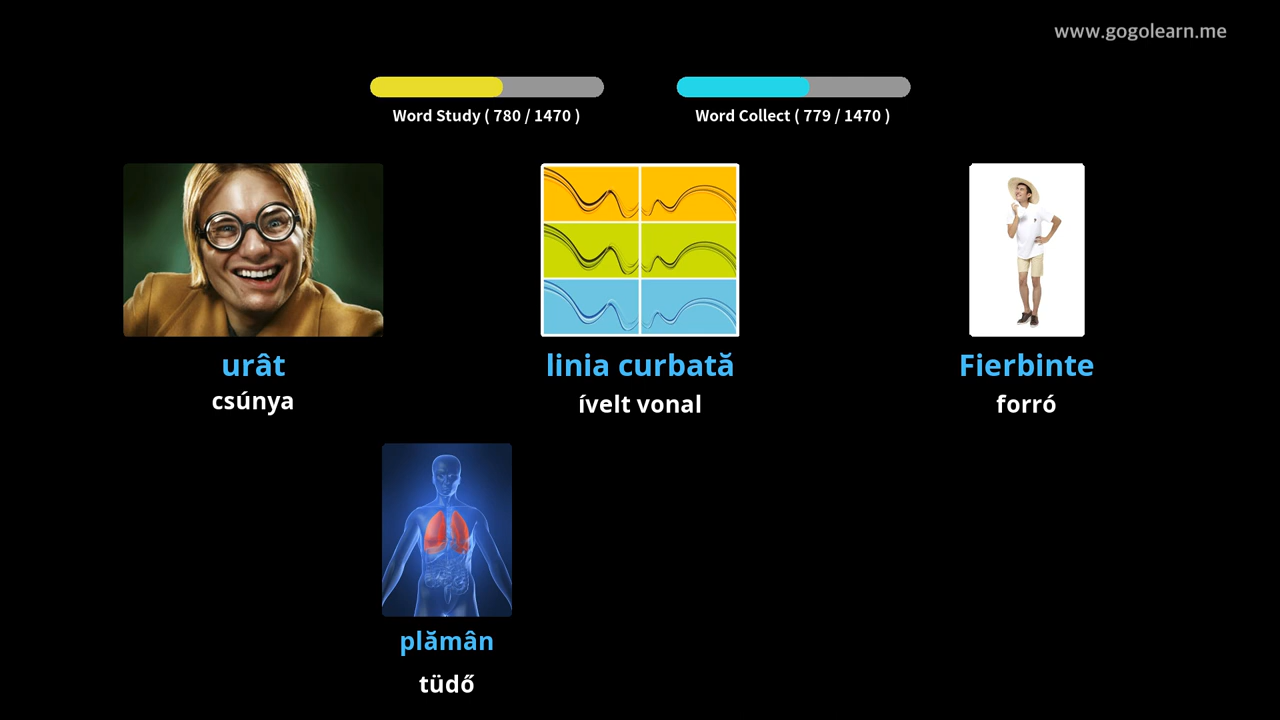 www.gogolearn.me
Word Study ( 780 / 1470 )
Word Collect ( 779 / 1470 )
urât
csúnya
linia curbată
ívelt vonal
Fierbinte
forró
plămân
tüdő